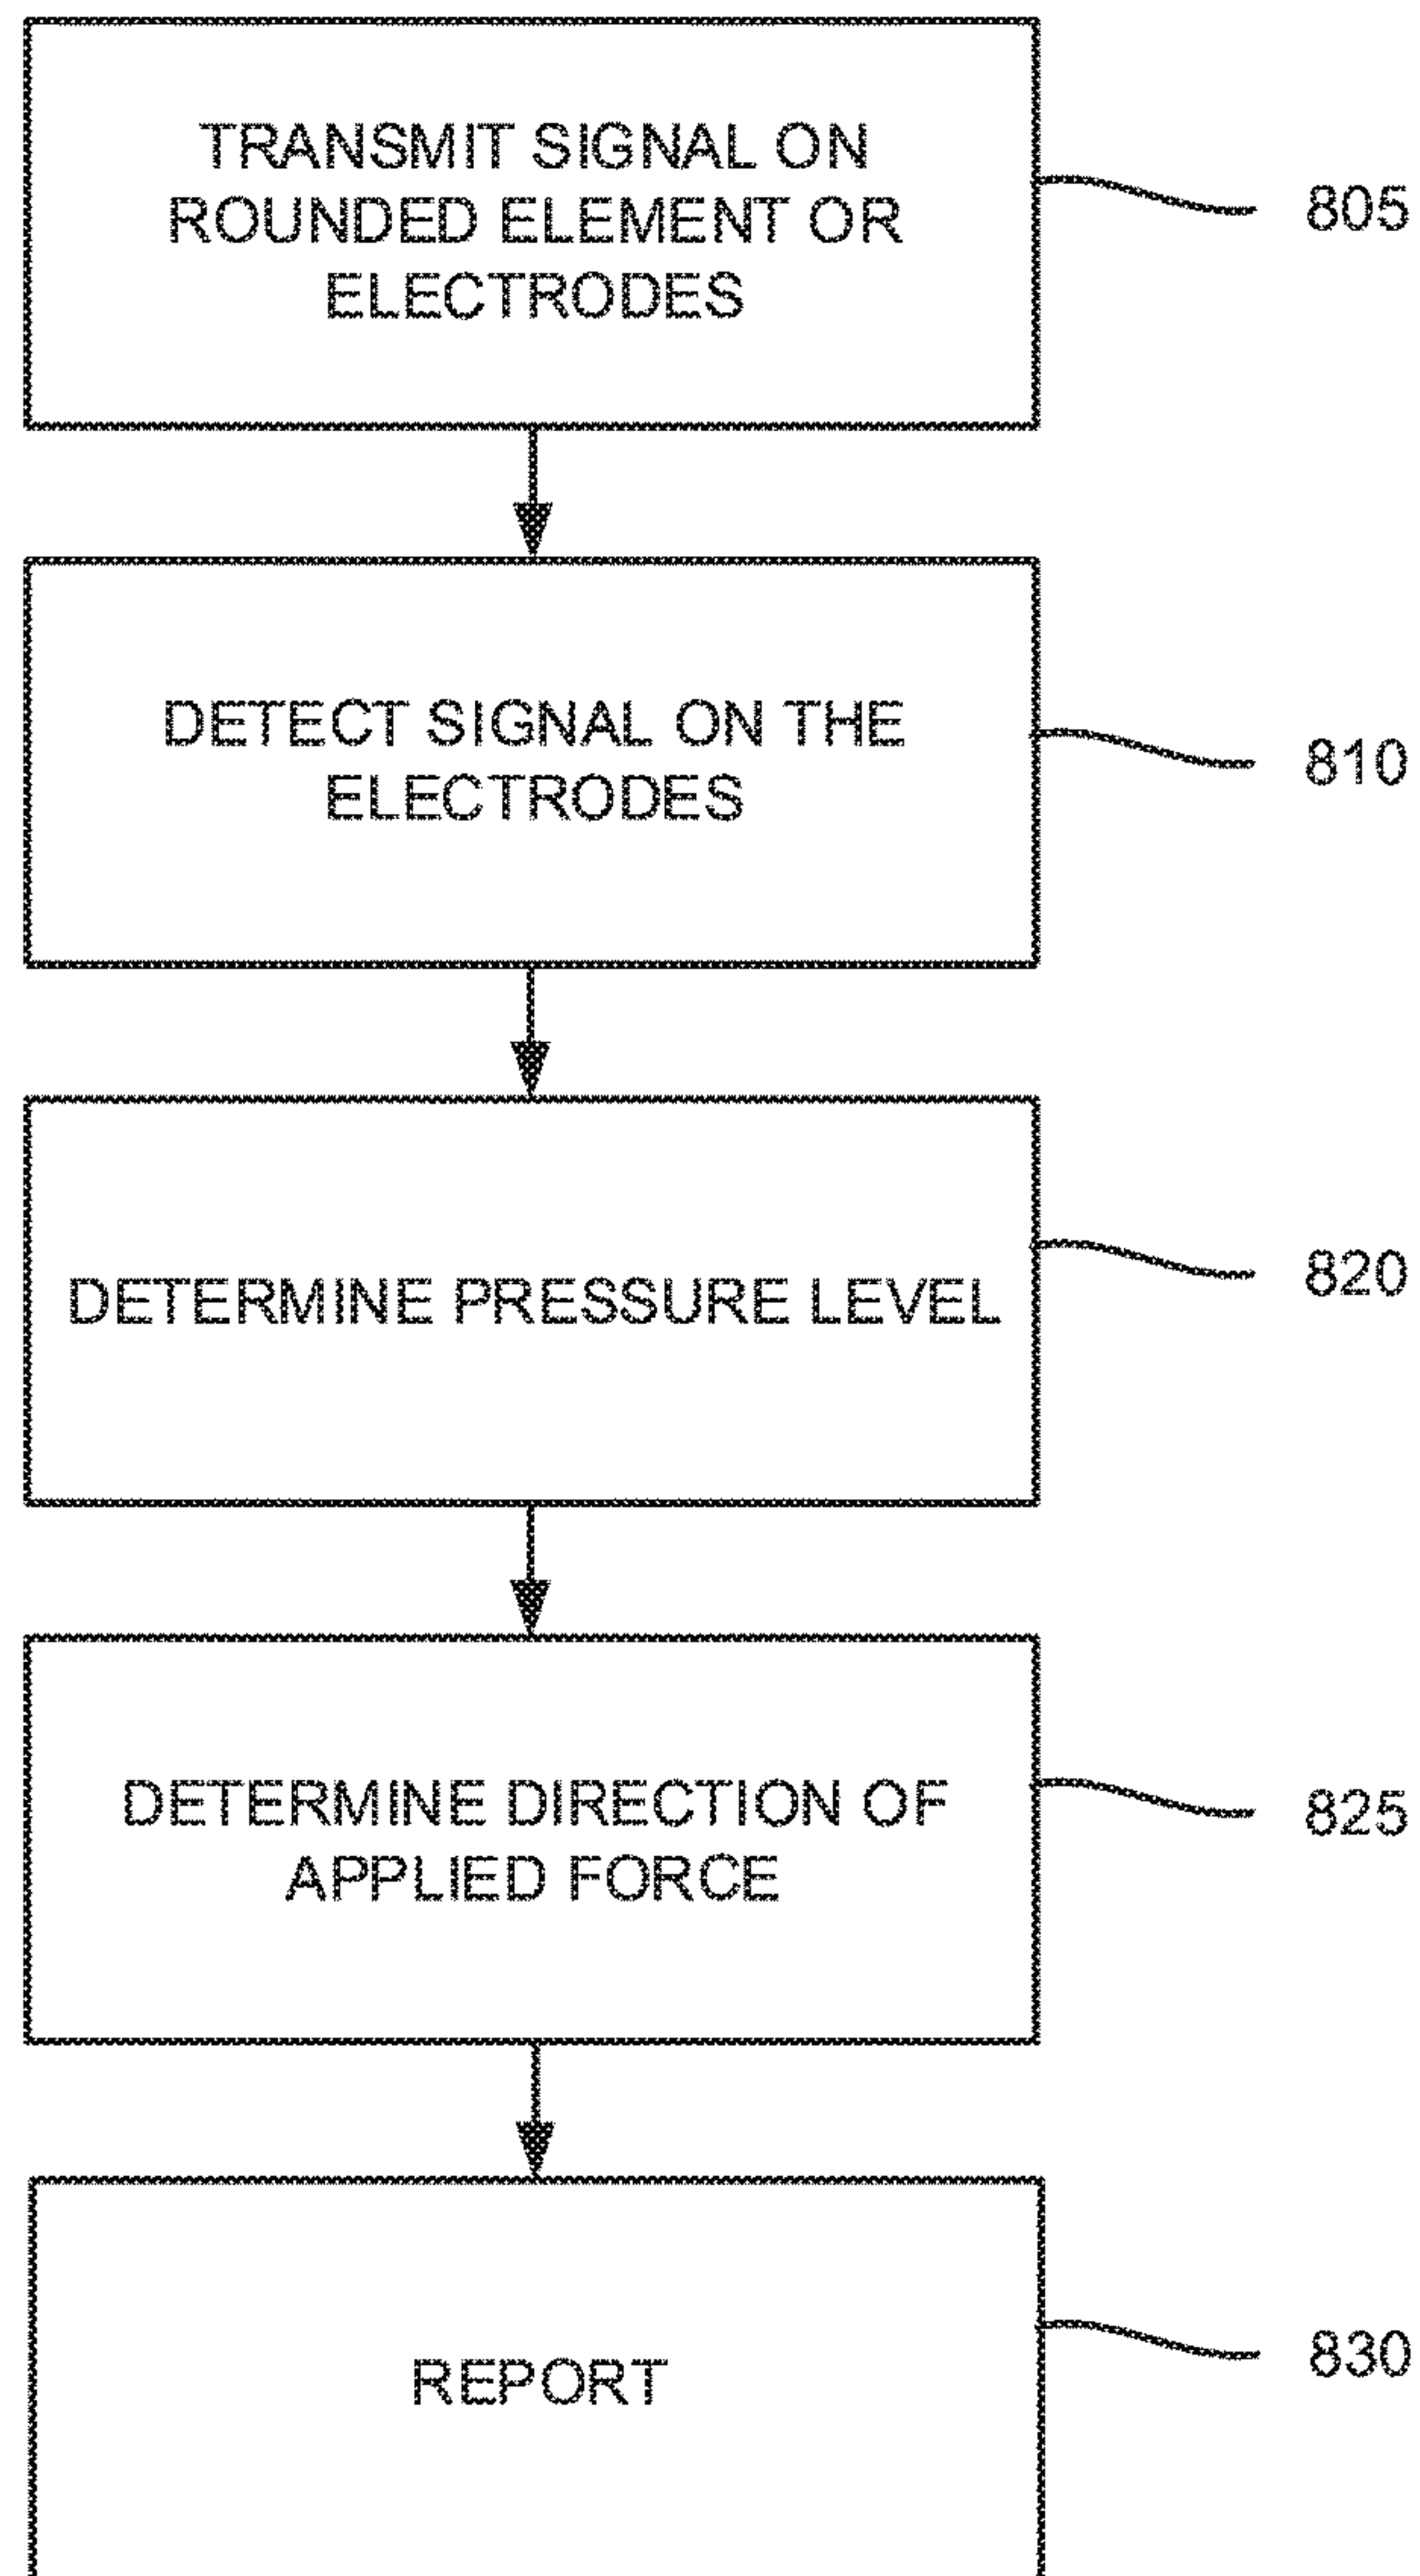 TRANSMIT SIGNAL ON
ROUNDED ELEMENT OR
ELECTRODES
805
DETECT SIGNAL ON THE
ELECTRODES
810
DETERMINE PRESSURE LEVEL
820
DETERMINE DIRECTION OF
APPLIED FORCE
825
REPORT
830